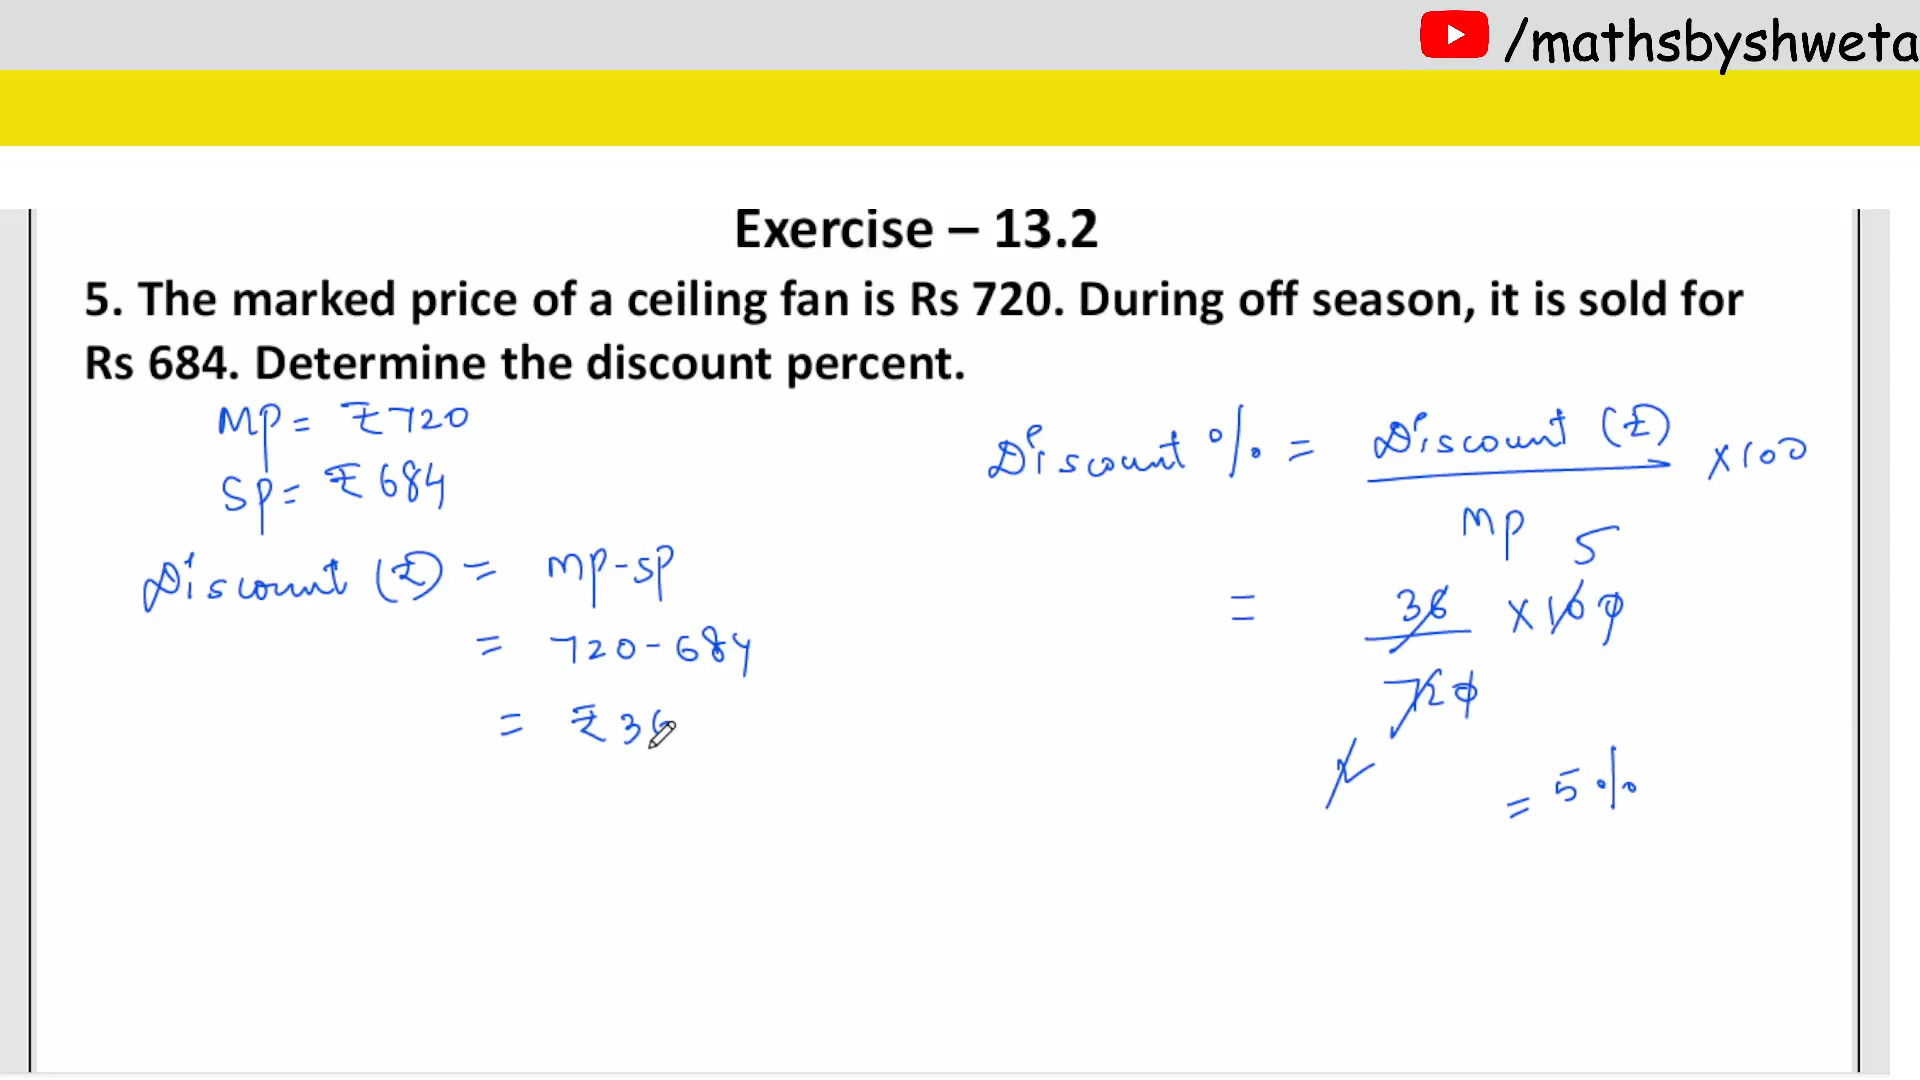 /mathsbyshweta
Exercise – 13.2
5. The marked price of a ceiling fan is Rs 720. During off season, it is sold for
Rs 684. Determine the discount percent.
MP = ₹720
SP = ₹684
Discount (₹) = MP-SP
= 720-684
= ₹36
Discount % = Discount (₹) ×100
MP
5
= 36 ×100
720
2
= 5%